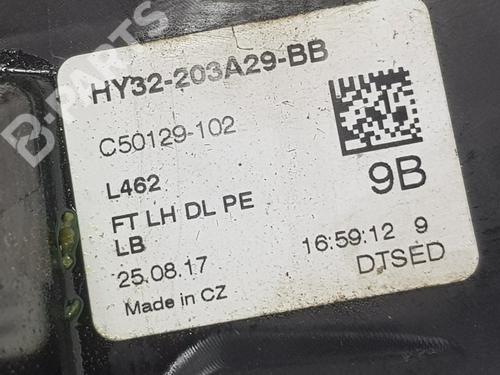 B-PARTS
HY32-203A29-BB
C50129-102
L462
9B
FT LH DL PE
LB
16:59:12 9
25.08.17
DTSED
Made in CZ